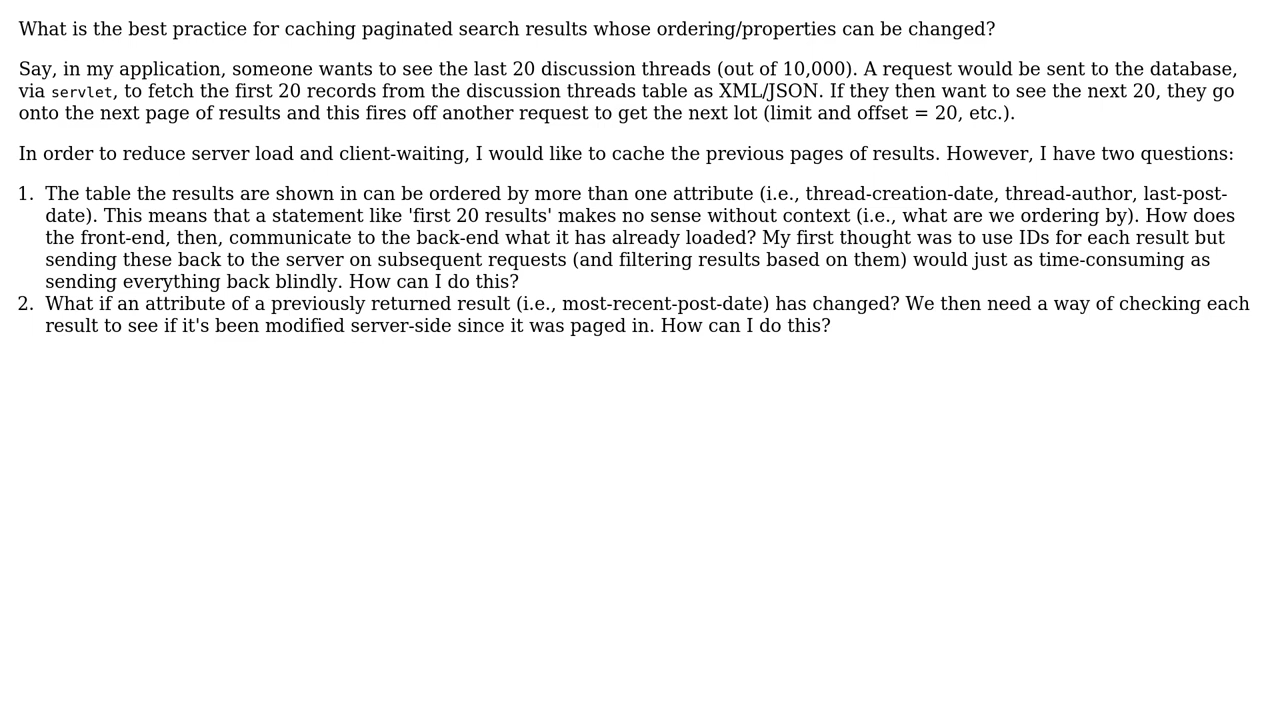 What is the best practice for caching paginated search results whose ordering/properties can be changed?
Say, in my application, someone wants to see the last 20 discussion threads (out of 10,000). A request would be sent to the database,
via servlet, to fetch the first 20 records from the discussion threads table as XML/JSON. If they then want to see the next 20, they go
onto the next page of results and this fires off another request to get the next lot (limit and offset = 20, etc.).
In order to reduce server load and client-waiting, I would like to cache the previous pages of results. However, I have two questions:
1. The table the results are shown in can be ordered by more than one attribute (i.e., thread-creation-date, thread-author, last-post-
date). This means that a statement like 'first 20 results' makes no sense without context (i.e., what are we ordering by). How does
the front-end, then, communicate to the back-end what it has already loaded? My first thought was to use IDs for each result but
sending these back to the server on subsequent requests (and filtering results based on them) would just as time-consuming as
sending everything back blindly. How can I do this?
2. What if an attribute of a previously returned result (i.e., most-recent-post-date) has changed? We then need a way of checking each
result to see if it's been modified server-side since it was paged in. How can I do this?